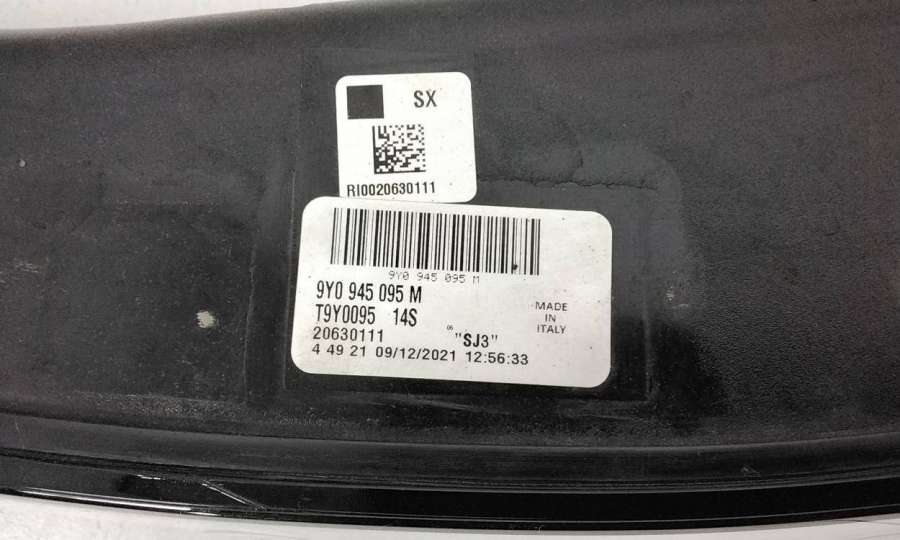 SX
RI0020630111
9Y0 945 095 M
9Y0 945 095 M
T9Y0095 14S
20630111 06 "SJ3"
4 49 21 09/12/2021 12:56:33
MADE
IN
ITALY